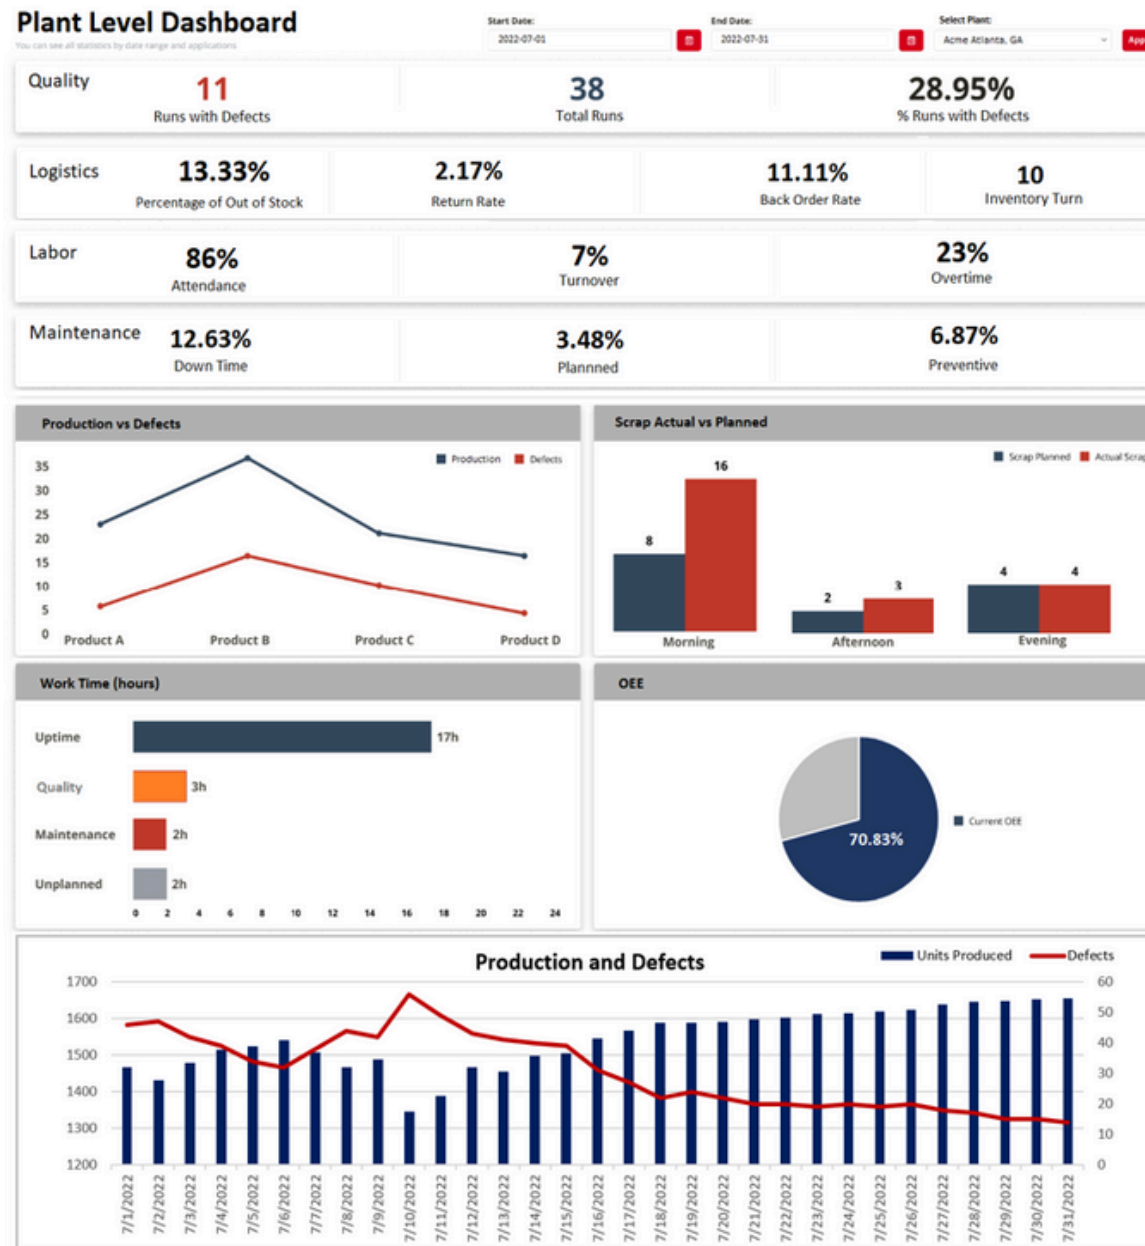 Plant Level Dashboard
You can see all statistics by date range and applications
Start Date:
2022-07-01
End Date:
2022-07-31
Select Plant:
Acme Atlanta, GA
App
Quality
11
Runs with Defects
38
Total Runs
28.95%
% Runs with Defects
Logistics
13.33%
Percentage of Out of Stock
2.17%
Return Rate
11.11%
Back Order Rate
10
Inventory Turn
Labor
86%
Attendance
7%
Turnover
23%
Overtime
Maintenance
12.63%
Down Time
3.48%
Plannned
6.87%
Preventive
Production vs Defects
Production Defects
35
30
25
20
15
10
5
0
Product A Product B Product C Product D
Scrap Actual vs Planned
Scrap Planned Actual Scrap
8 16
2 3
4 4
Morning Afternoon Evening
Work Time (hours)
Uptime 17h
Quality 3h
Maintenance 2h
Unplanned 2h
0 2 4 6 8 10 12 14 16 18 20 22 24
OEE
70.83%
Current OEE
Production and Defects
Units Produced Defects
1700 60
1600 50
1500 40
1400 30
1300 20
1200 10
0
7/1/2022 7/2/2022 7/3/2022 7/4/2022 7/5/2022 7/6/2022 7/7/2022 7/8/2022 7/9/2022 7/10/2022 7/11/2022 7/12/2022 7/13/2022 7/14/2022 7/15/2022 7/16/2022 7/17/2022 7/18/2022 7/19/2022 7/20/2022 7/21/2022 7/22/2022 7/23/2022 7/24/2022 7/25/2022 7/26/2022 7/27/2022 7/28/2022 7/29/2022 7/30/2022 7/31/2022